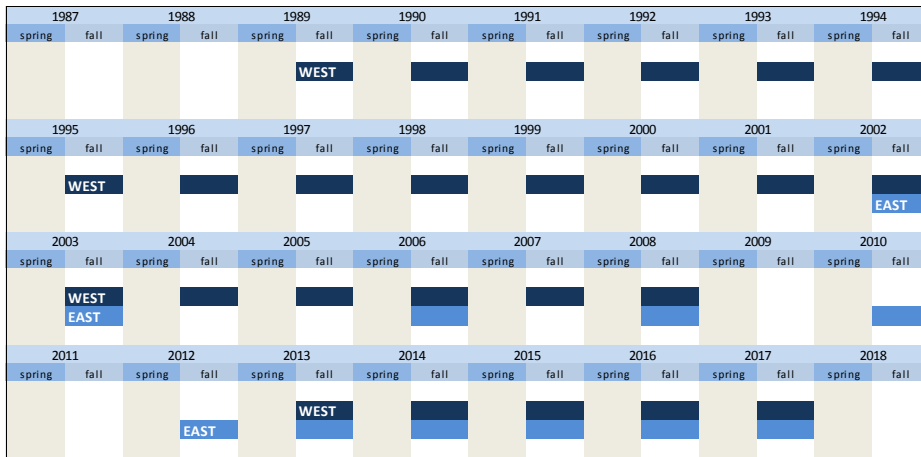 1987 1988 1989 1990 1991 1992 1993 1994
spring fall spring fall spring fall spring fall spring fall spring fall spring fall spring fall
WEST
1995 1996 1997 1998 1999 2000 2001 2002
spring fall spring fall spring fall spring fall spring fall spring fall spring fall spring fall
WEST
EAST
2003 2004 2005 2006 2007 2008 2009 2010
spring fall spring fall spring fall spring fall spring fall spring fall spring fall spring fall
WEST
EAST
2011 2012 2013 2014 2015 2016 2017 2018
spring fall spring fall spring fall spring fall spring fall spring fall spring fall spring fall
WEST
EAST